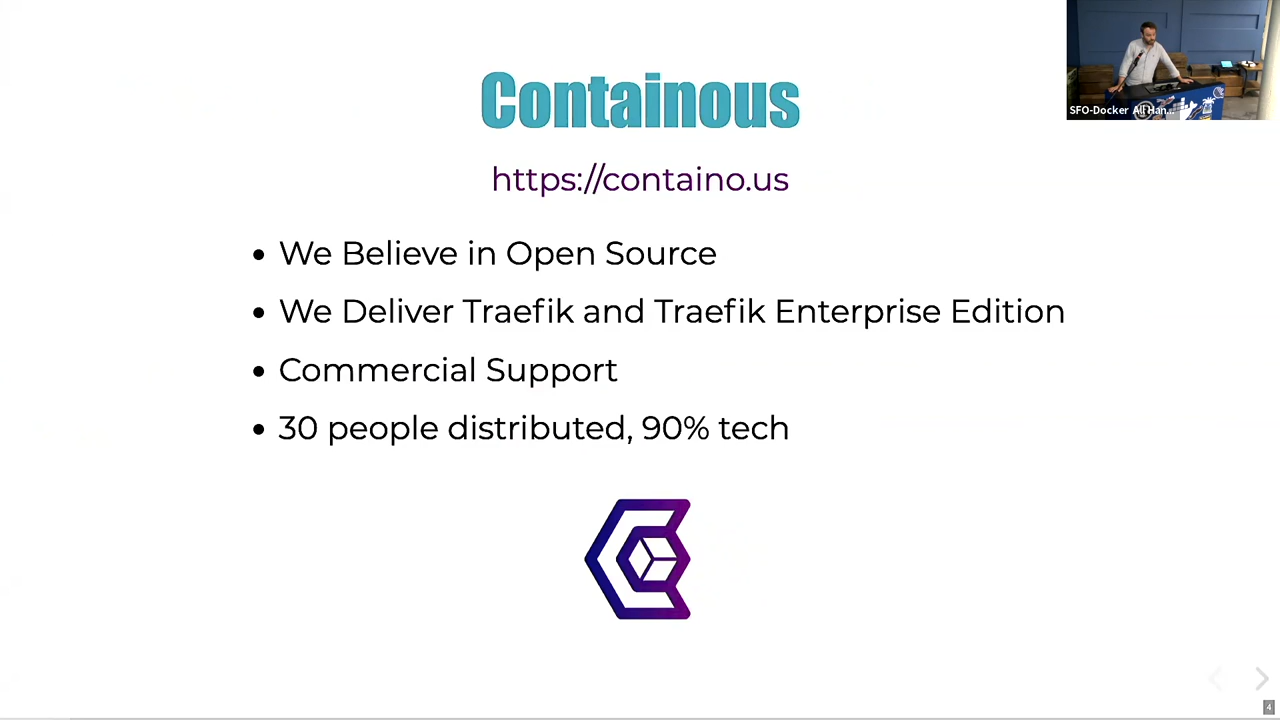 Containous
https://containo.us
We Believe in Open Source
We Deliver Traefik and Traefik Enterprise Edition
Commercial Support
30 people distributed, 90% tech
SFO-Docker All Han...
4